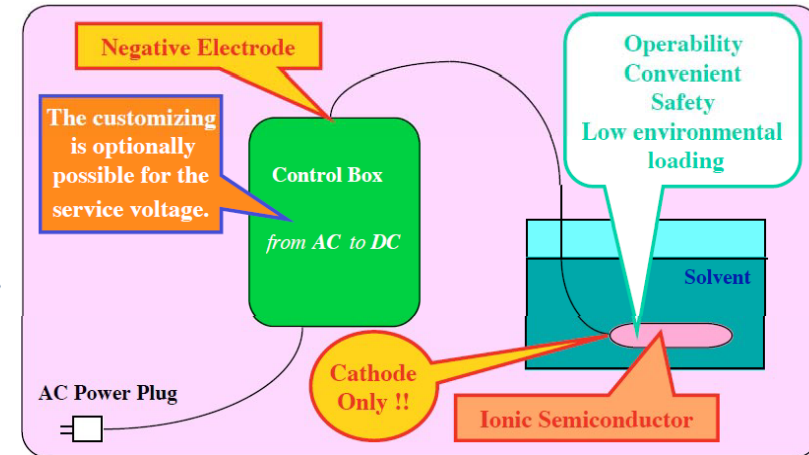 Negative Electrode
Operability
Convenient
Safety
Low environmental
loading
The customizing
is optionally
possible for the
service voltage.
Control Box
from AC to DC
Solvent
AC Power Plug
Cathode
Only !!
Ionic Semiconductor